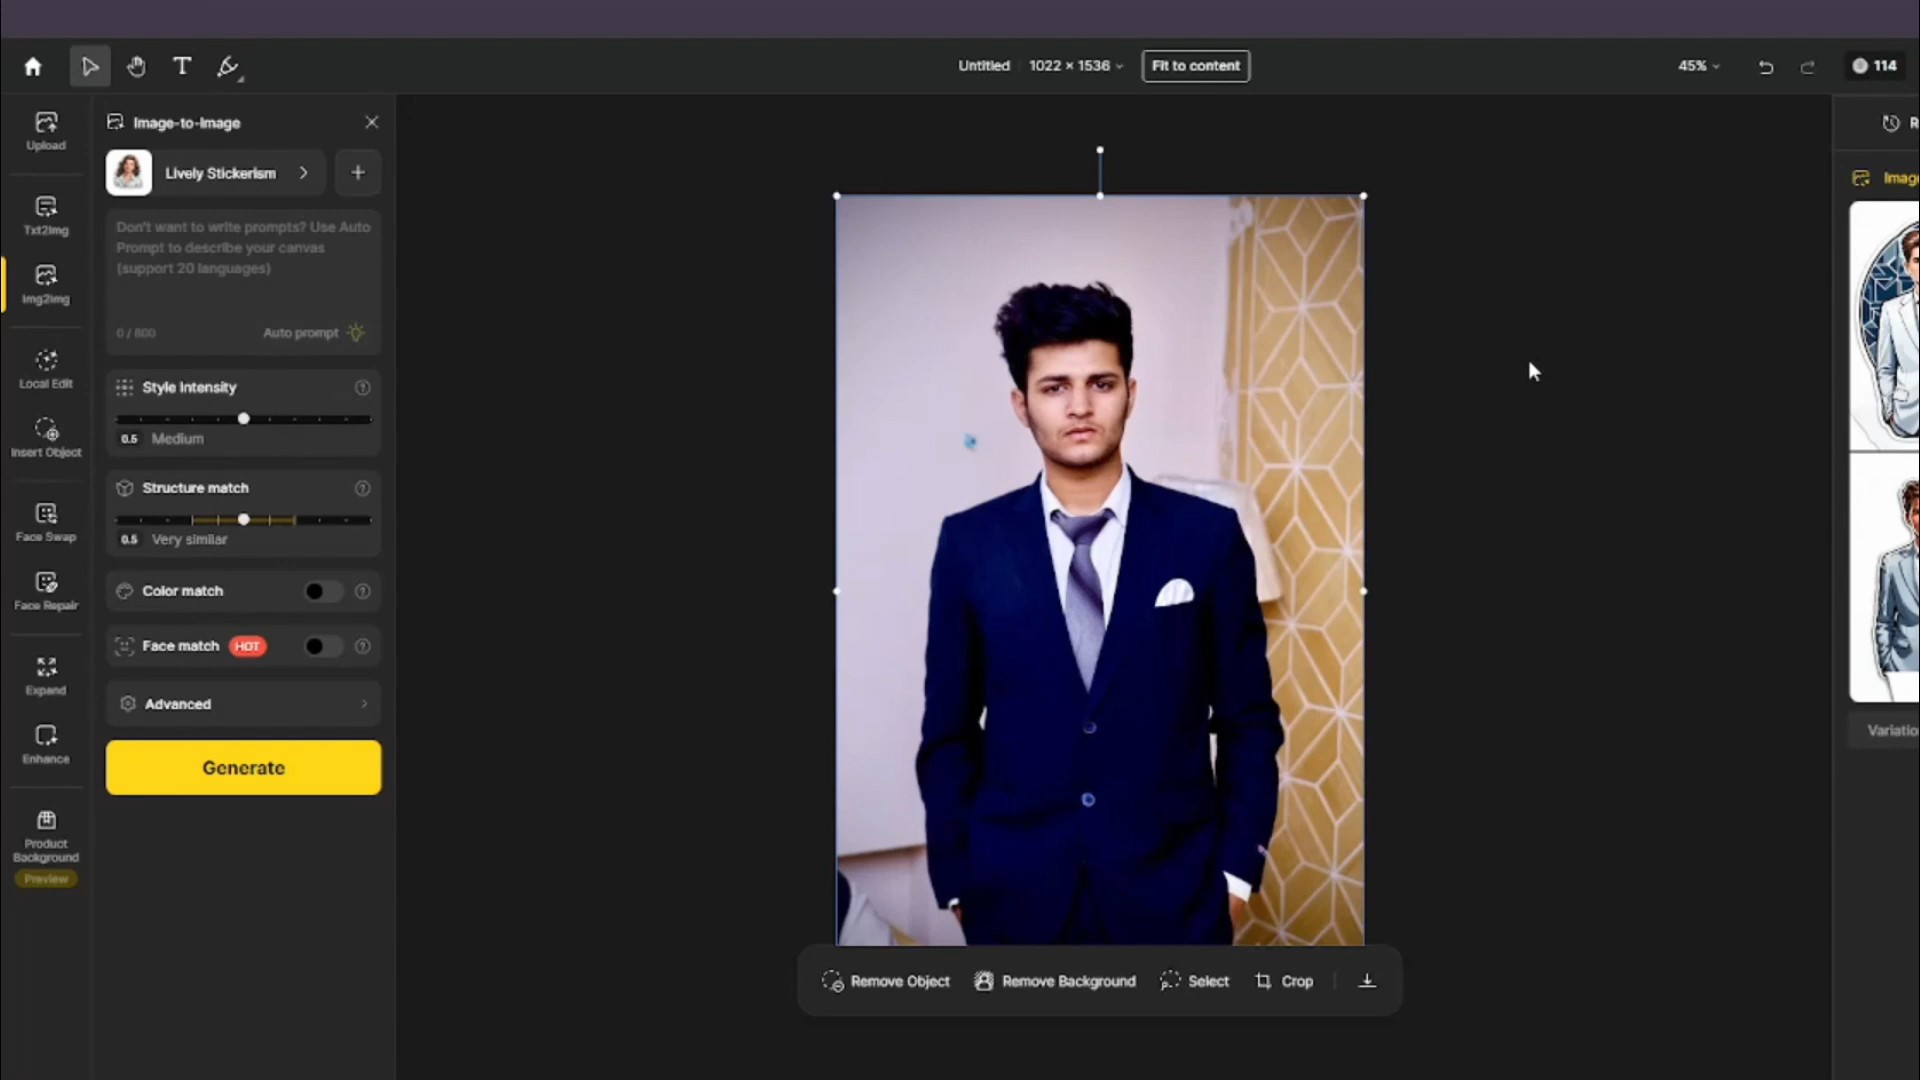 Untitled 1022 × 1536 Fit to content 45% 114
Upload
Txt2Img
Img2Img
Local Edit
Insert Object
Face Swap
Face Repair
Expand
Enhance
Product
Background
Preview
Image-to-Image
Lively Stickerism
Don't want to write prompts? Use Auto
Prompt to describe your canvas
(support 20 languages)
0 / 800 Auto prompt
Style Intensity
0.5 Medium
Structure match
0.5 Very similar
Color match
Face match HOT
Advanced
Generate
Remove Object Remove Background Select Crop
R
Imag
Variatio